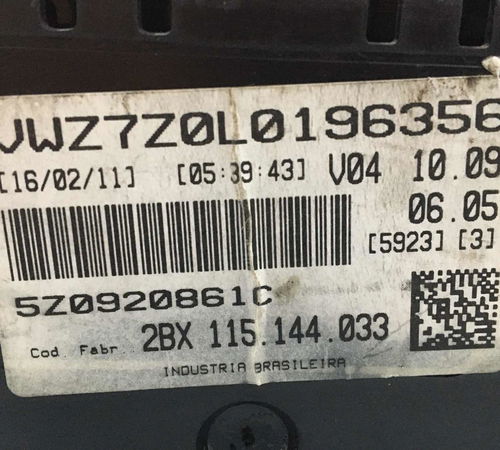 VWZ7Z0L0196356
[16/02/11] [05:39:43] V04 10.09
06.05
[5923] [3]
5Z0920861C
Cod. Fabr.. 2BX 115.144.033
INDUSTRIA BRASILEIRA